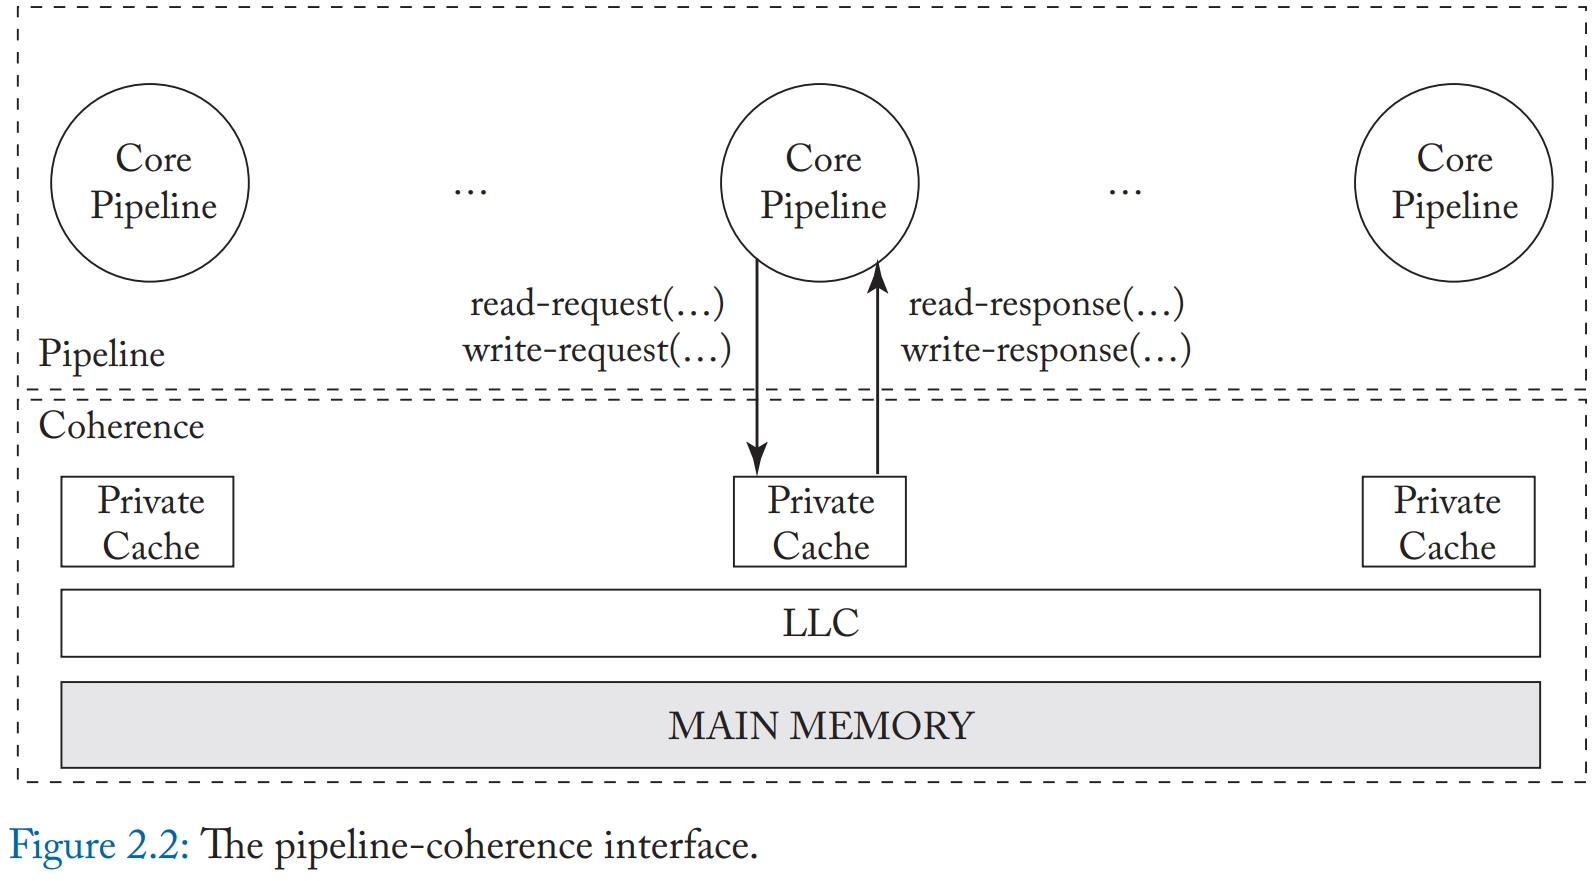 Core
Pipeline
...
Core
Pipeline
...
Core
Pipeline
read-request(...)
write-request(...)
read-response(...)
write-response(...)
Pipeline
Coherence
Private
Cache
Private
Cache
Private
Cache
LLC
MAIN MEMORY
Figure 2.2: The pipeline-coherence interface.